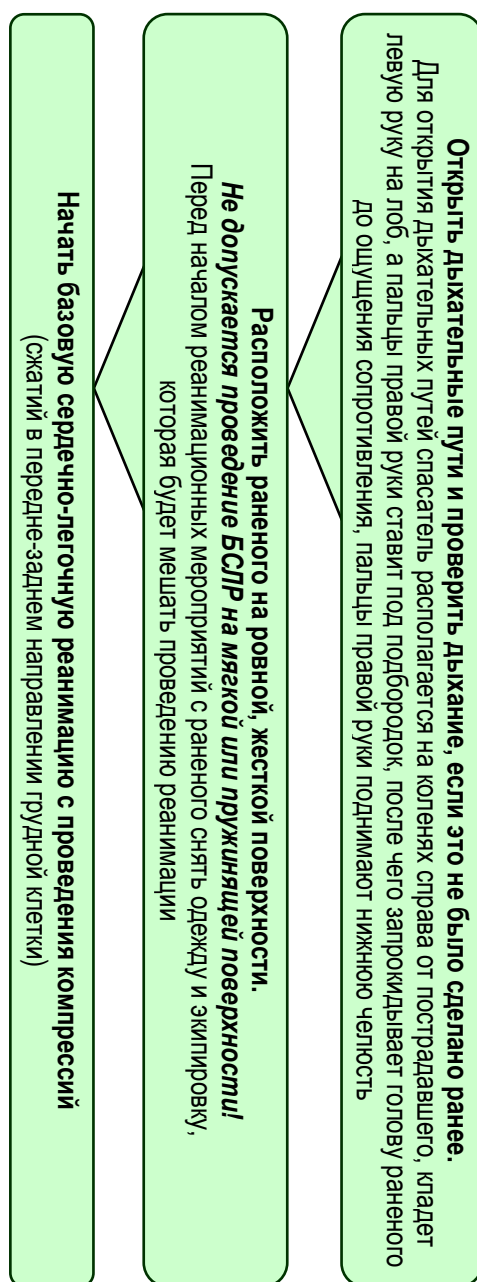 Открыть дыхательные пути и проверить дыхание, если это не было сделано ранее.
Для открытия дыхательных путей спасатель располагается на коленях справа от пострадавшего, кладет
левую руку на лоб, а пальцы правой руки ставит под подбородок, после чего запрокидывает голову раненого
до ощущения сопротивления, пальцы правой руки поднимают нижнюю челюсть
Расположить раненого на ровной, жесткой поверхности.
Не допускается проведение БСЛР на мягкой или пружинящей поверхности!
Перед началом реанимационных мероприятий с раненого снять одежду и экипировку,
которая будет мешать проведению реанимации
Начать базовую сердечно-легочную реанимацию с проведения компрессий
(сжатий в передне-заднем направлении грудной клетки)